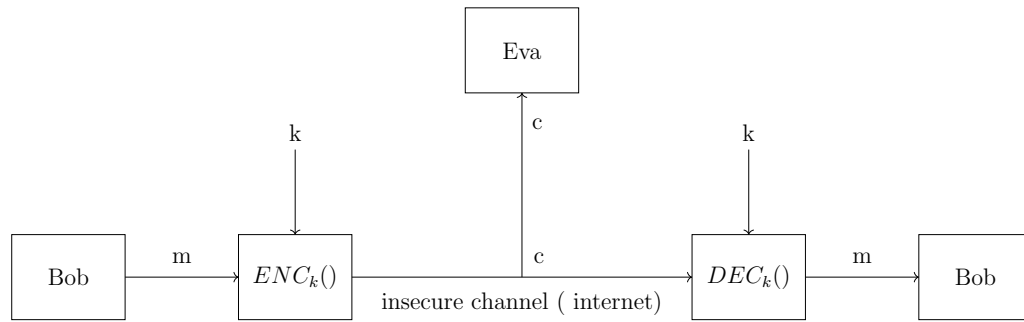 Eva
c
k
k
Bob
m
ENC_k()
c
DEC_k()
m
Bob
insecure channel ( internet)